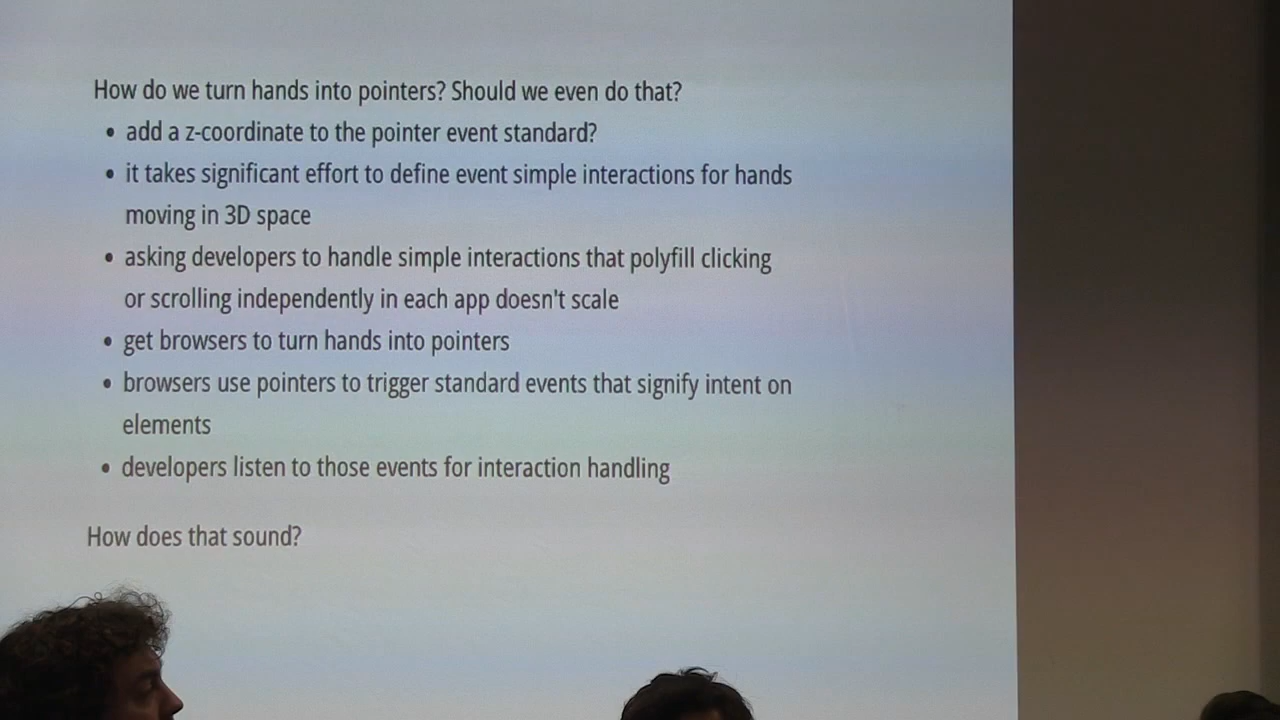 How do we turn hands into pointers? Should we even do that?
• add a z-coordinate to the pointer event standard?
• it takes significant effort to define event simple interactions for hands
moving in 3D space
• asking developers to handle simple interactions that polyfill clicking
or scrolling independently in each app doesn't scale
• get browsers to turn hands into pointers
• browsers use pointers to trigger standard events that signify intent on
elements
• developers listen to those events for interaction handling
How does that sound?